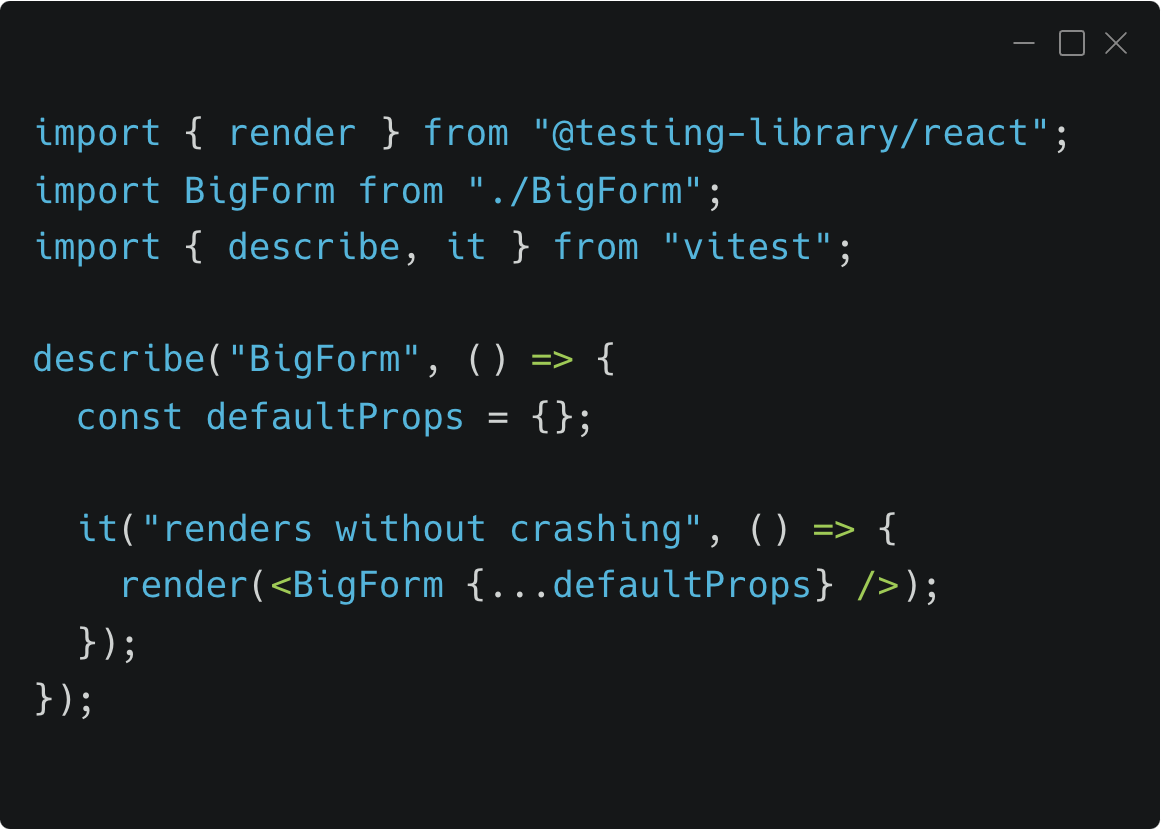 import { render } from "@testing-library/react";
import BigForm from "./BigForm";
import { describe, it } from "vitest";

describe("BigForm", () => {
  const defaultProps = {};

  it("renders without crashing", () => {
    render(<BigForm {...defaultProps} />);
  });
});